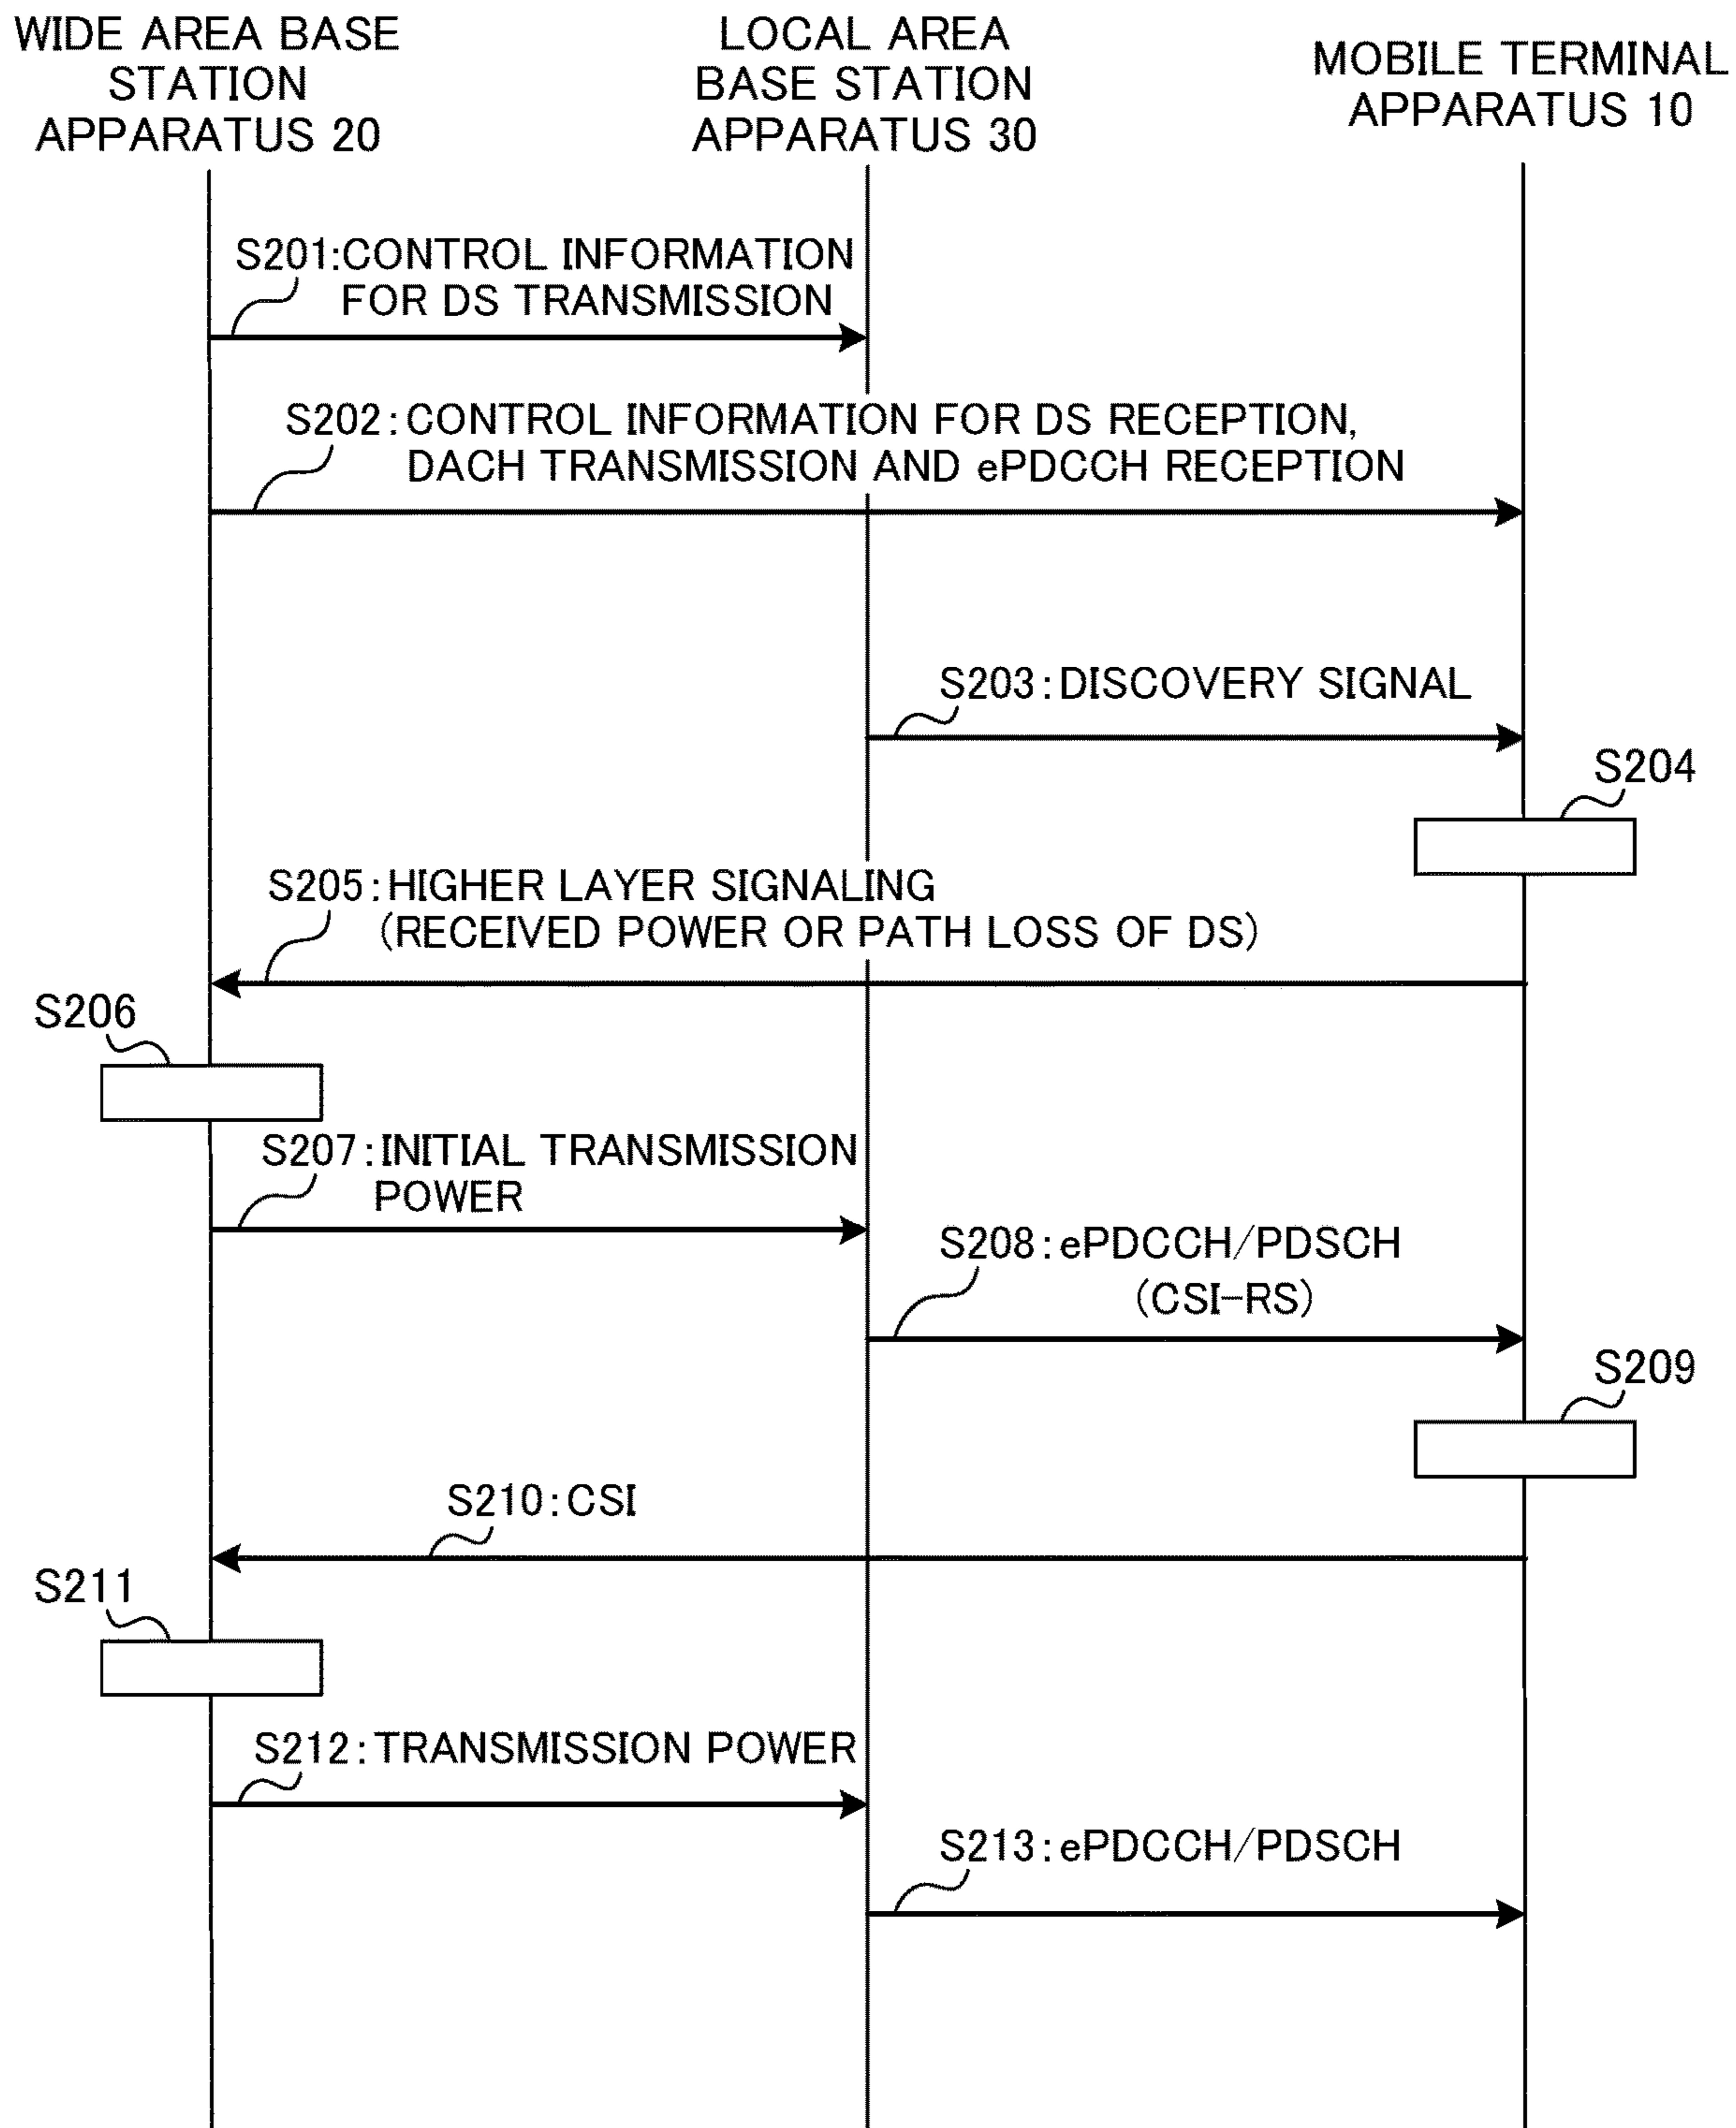 WIDE AREA BASE
STATION
APPARATUS 20
LOCAL AREA
BASE STATION
APPARATUS 30
MOBILE TERMINAL
APPARATUS 10
S201:CONTROL INFORMATION
FOR DS TRANSMISSION
S202:CONTROL INFORMATION FOR DS RECEPTION,
DACH TRANSMISSION AND ePDCCH RECEPTION
S203:DISCOVERY SIGNAL
S204
S205:HIGHER LAYER SIGNALING
(RECEIVED POWER OR PATH LOSS OF DS)
S206
S207:INITIAL TRANSMISSION
POWER
S208:ePDCCH/PDSCH
(CSI-RS)
S209
S210:CSI
S211
S212:TRANSMISSION POWER
S213:ePDCCH/PDSCH